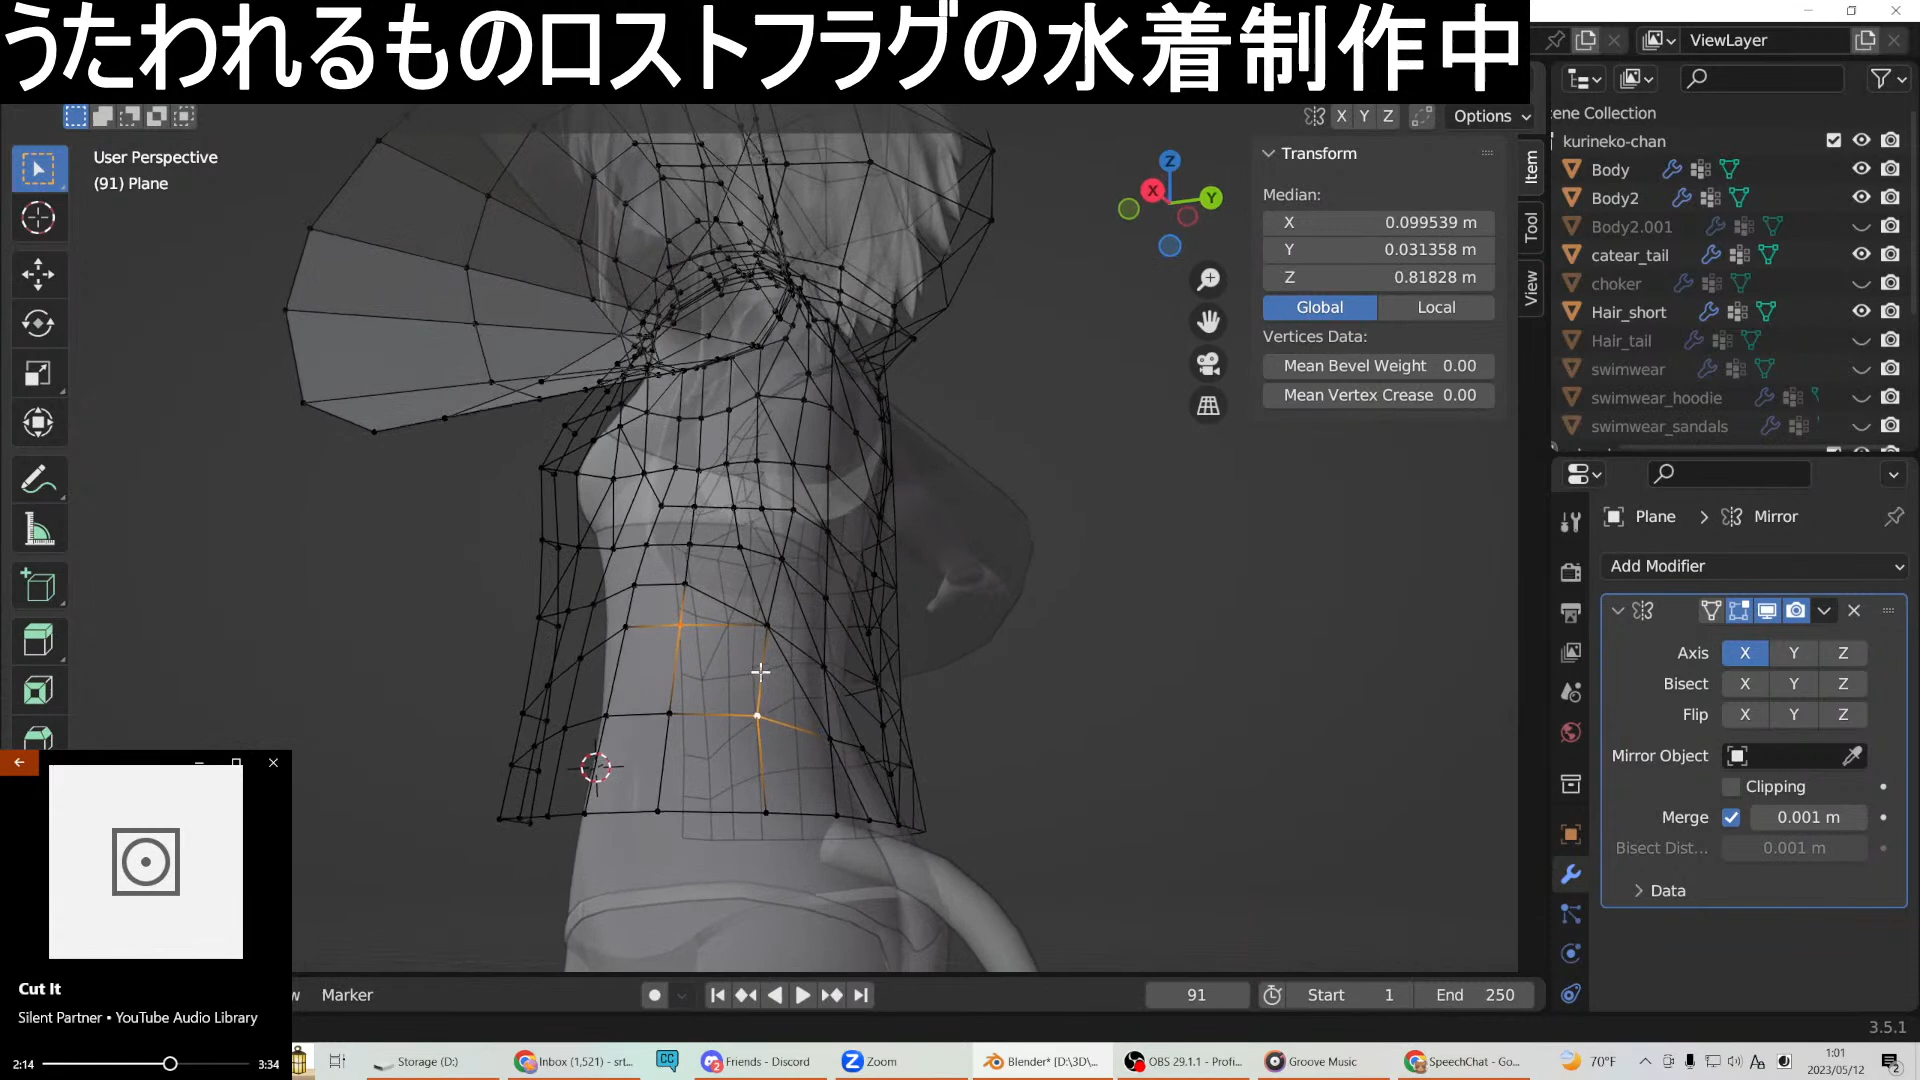 うたわれるものロストフラグの水着制作中
ViewLayer
X Y Z Options
User Perspective
(91) Plane
Z
X
Y
Transform
Median:
X 0.099539 m
Y 0.031358 m
Z 0.81828 m
Global Local
Vertices Data:
Mean Bevel Weight 0.00
Mean Vertex Crease 0.00
Item
Tool
View
ene Collection
kurineko-chan
Body
Body2
Body2.001
catear_tail
choker
Hair_short
Hair_tail
swimwear
swimwear_hoodie
swimwear_sandals
Plane > Mirror
Add Modifier
Axis X Y Z
Bisect X Y Z
Flip X Y Z
Mirror Object
Clipping
Merge 0.001 m
Bisect Dist... 0.001 m
Data
Cut It
Silent Partner • YouTube Audio Library
2:14 3:34
w Marker
91 Start 1 End 250
3.5.1
Storage (D:) Inbox (1,521) - srt... CC Friends - Discord Zoom Blender* [D:\3D\... OBS 29.1.1 - Profi... Groove Music SpeechChat - Go... 70°F
1:01
2023/05/12
2